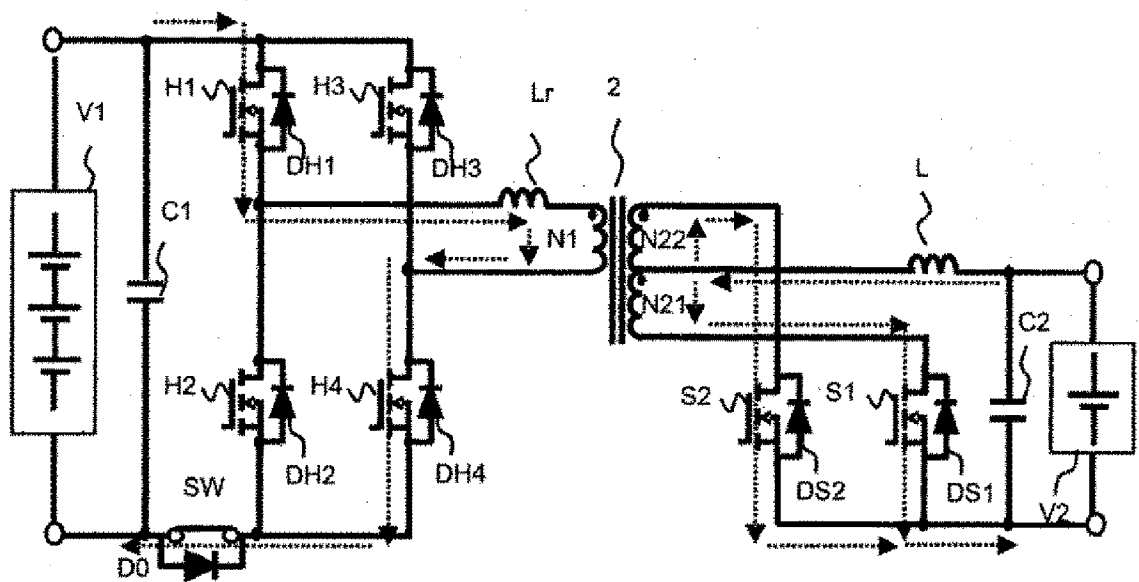 V1
C1
H1
H3
DH1
DH3
Lr
2
L
N1
N22
N21
C2
H2
H4
DH2
DH4
SW
D0
S2
S1
DS2
DS1
V2